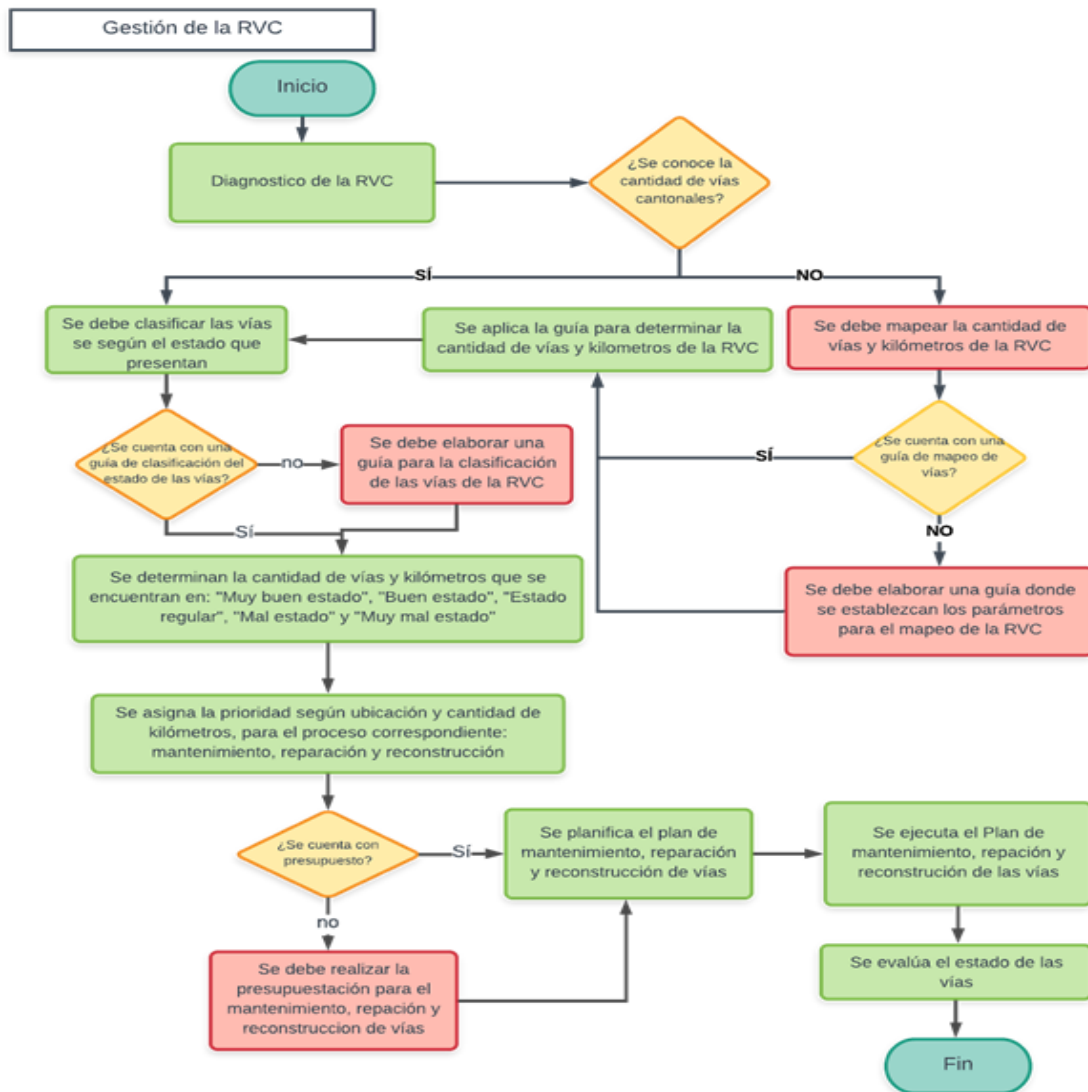 Gestión de la RVC
Inicio
Diagnostico de la RVC
¿Se conoce la
cantidad de vías
cantonales?
SÍ
NO
Se debe clasificar las vías
se según el estado que
presentan
Se aplica la guía para determinar la
cantidad de vías y kilometros de la RVC
Se debe mapear la cantidad de
vías y kilómetros de la RVC
¿Se cuenta con una
guía de clasificación del
estado de las vías?
no
Se debe elaborar una
guía para la clasificación
de las vías de la RVC
SÍ
¿Se cuenta con una
guía de mapeo de
vías?
Sí
NO
Se determinan la cantidad de vías y kilómetros que se
encuentran en: "Muy buen estado", "Buen estado", "Estado
regular", "Mal estado" y "Muy mal estado"
Se debe elaborar una guía donde
se establezcan los parámetros
para el mapeo de la RVC
Se asigna la prioridad según ubicación y cantidad de
kilómetros, para el proceso correspondiente:
mantenimiento, reparación y reconstrucción
¿Se cuenta con
presupuesto?
Sí
Se planifica el plan de
mantenimiento, reparación
y reconstrucción de vías
Se ejecuta el Plan de
mantenimiento, repación y
reconstrución de las vías
no
Se debe realizar la
presupuestación para el
mantenimiento, repación y
reconstruccion de vías
Se evalúa el estado de las
vías
Fin